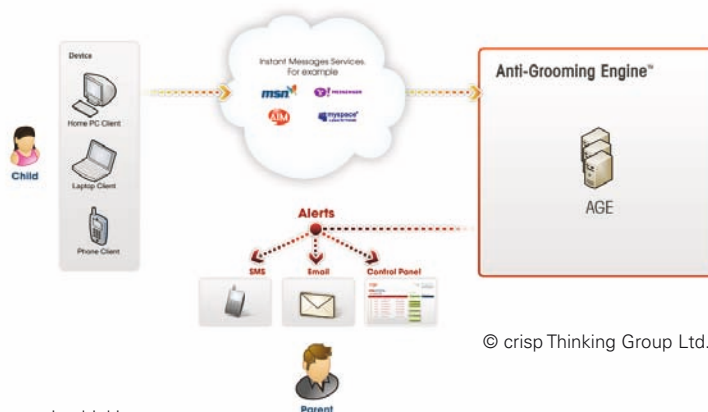 Device
Home PC Client
Laptop Client
Phone Client
Child
Instant Messages Services.
For example
msn
Y! MESSENGER
AIM
myspace
Anti-Grooming Engine™
AGE
Alerts
SMS
Email
Control Panel
Parent
© crisp Thinking Group Ltd.